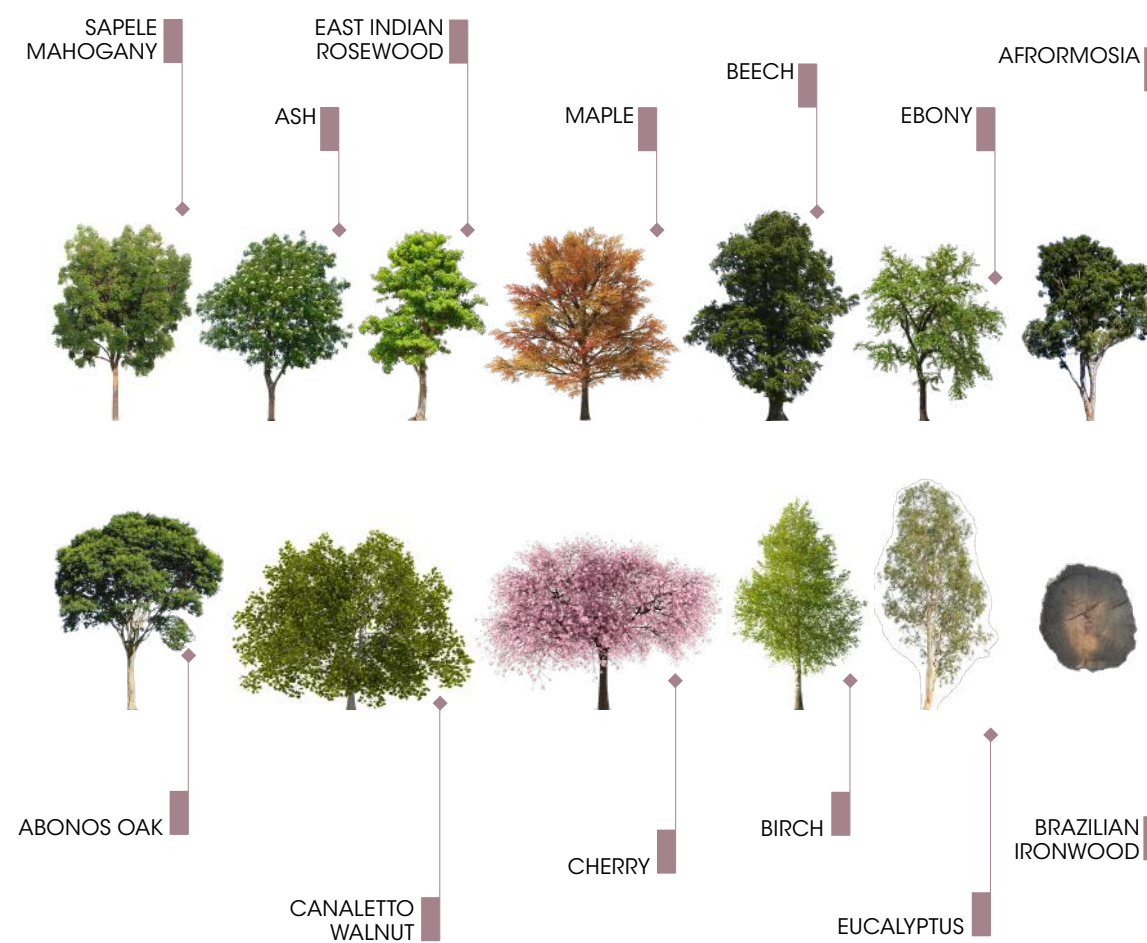 SAPELE
MAHOGANY
EAST INDIAN
ROSEWOOD
BEECH
AFRORMOSIA
ASH
MAPLE
EBONY
ABONOS OAK
BIRCH
BRAZILIAN
IRONWOOD
CHERRY
CANALETTO
WALNUT
EUCALYPTUS